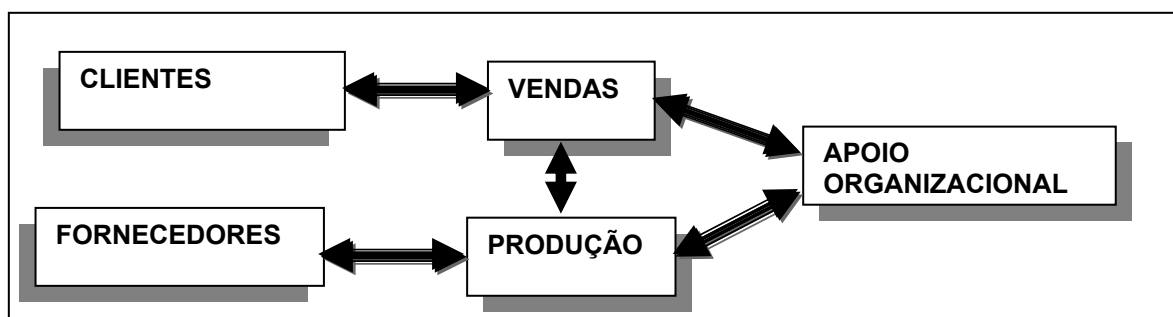 CLIENTES
VENDAS
APOIO
ORGANIZACIONAL
FORNECEDORES
PRODUÇÃO